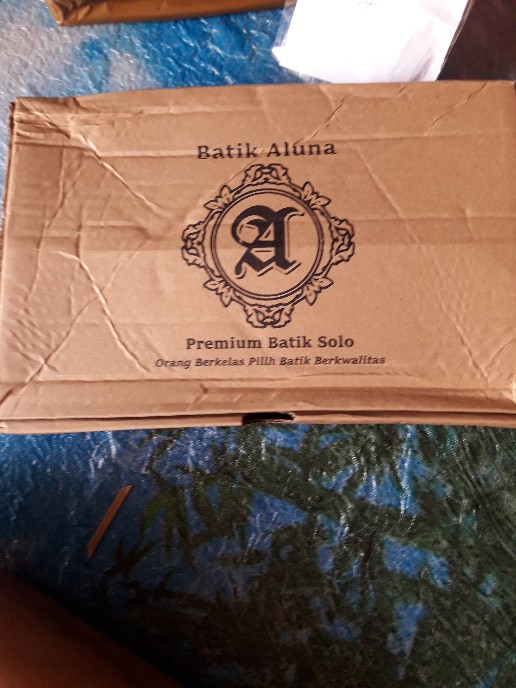 Batik Aluna
A
Premium Batik Solo
Orang Berkelas Pilih Batik Berkwalitas